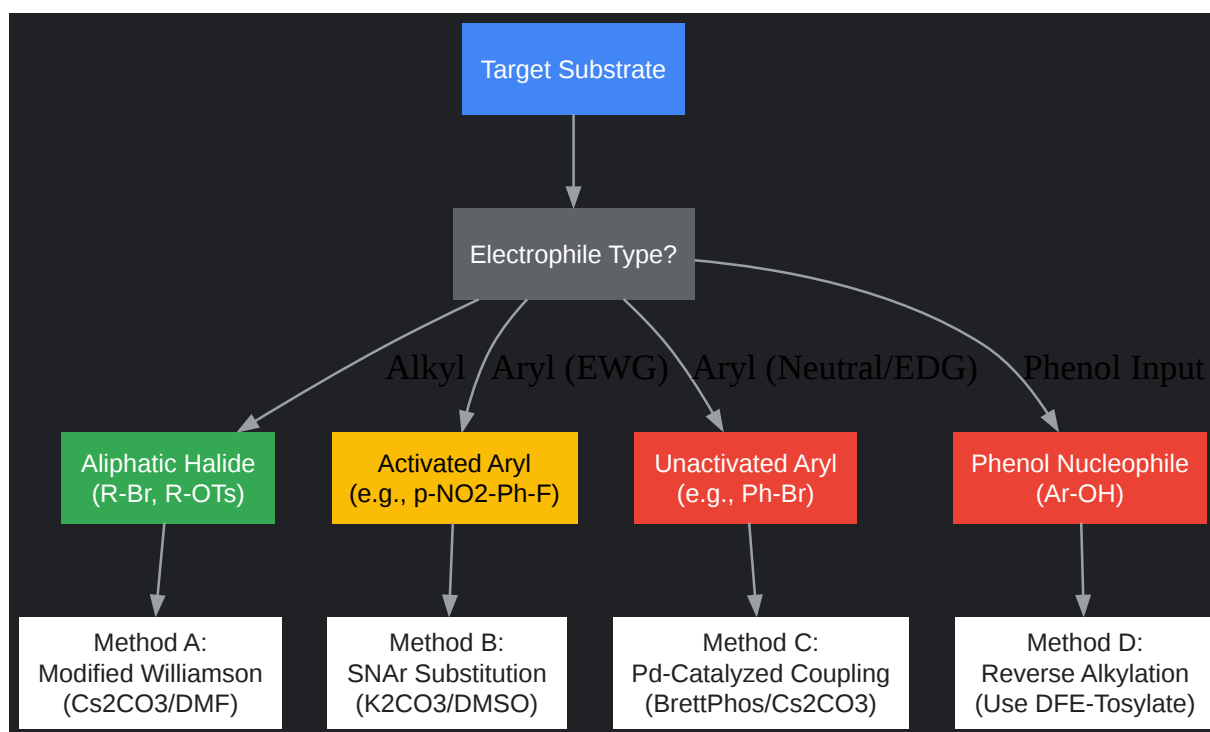 Target Substrate
Electrophile Type?
Alkyl
Aryl (EWG)
Aryl (Neutral/EDG)
Phenol Input
Aliphatic Halide
(R-Br, R-OTs)
Activated Aryl
(e.g., p-NO2-Ph-F)
Unactivated Aryl
(e.g., Ph-Br)
Phenol Nucleophile
(Ar-OH)
Method A:
Modified Williamson
(Cs2CO3/DMF)
Method B:
SNAr Substitution
(K2CO3/DMSO)
Method C:
Pd-Catalyzed Coupling
(BrettPhos/Cs2CO3)
Method D:
Reverse Alkylation
(Use DFE-Tosylate)